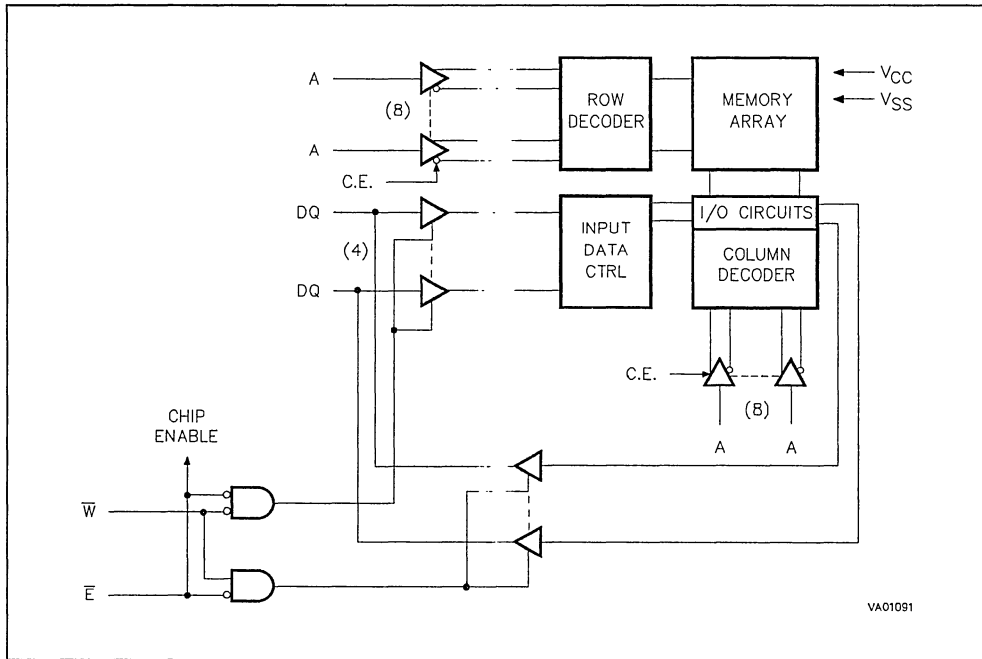 A
(8)
A
C.E.
ROW
DECODER
MEMORY
ARRAY
VCC
VSS
DQ
(4)
DQ
INPUT
DATA
CTRL
I/O CIRCUITS
COLUMN
DECODER
C.E.
(8)
A A
CHIP
ENABLE
W̅
E̅
VA01091